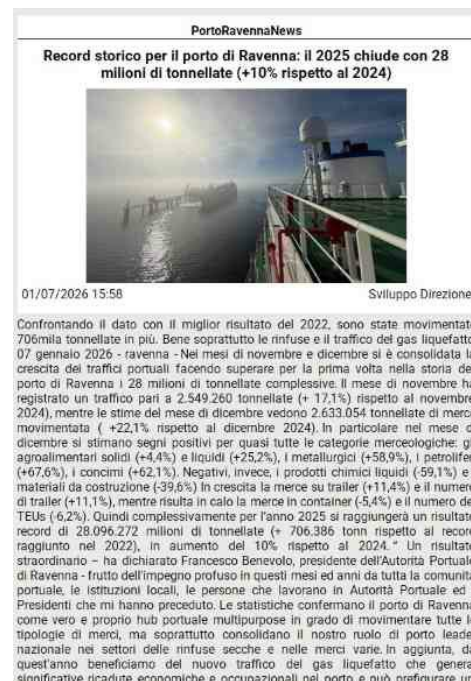 PortoRavennaNews
Record storico per il porto di Ravenna: il 2025 chiude con 28
milioni di tonnellate (+10% rispetto al 2024)
01/07/2026 15:58
Sviluppo Direzione
Confrontando il dato con il miglior risultato del 2022, sono state movimentat
706mila tonnellate in più. Bene soprattutto le rinfuse e il traffico del gas liquefatto
07 gennaio 2026 - ravenna - Nei mesi di novembre e dicembre si è consolidata la
crescita dei traffici portuali facendo superare per la prima volta nella storia de
porto di Ravenna i 28 milioni di tonnellate complessive. Il mese di novembre ha
registrato un traffico pari a 2.549.260 tonnellate (+ 17,1%) rispetto al novembre
2024), mentre le stime del mese di dicembre vedono 2.633.054 tonnellate di merce
movimentata ( +22,1% rispetto al dicembre 2024). In particolare nel mese d
dicembre si stimano segni positivi per quasi tutte le categorie merceologiche: gl
agroalimentari solidi (+4,4%) e liquidi (+25,2%), i metallurgici (+58,9%), i petrolifer
(+67,6%), i concimi (+62,1%). Negativi, invece, i prodotti chimici liquidi (-59,1%) e
materiali da costruzione (-39,6%) In crescita la merce su trailer (+11,4%) e il numero
di trailer (+11,1%), mentre risulta in calo la merce in container (-5,4%) e il numero de
TEUs (-6,2%). Quindi complessivamente per l'anno 2025 si raggiungerà un risultato
record di 28.096.272 milioni di tonnellate (+ 706.386 tonn rispetto al record
raggiunto nel 2022), in aumento del 10% rispetto al 2024. " Un risultato
straordinario – ha dichiarato Francesco Benevolo, presidente dell'Autorità Portuale
di Ravenna - frutto dell'impegno profuso in questi mesi ed anni da tutta la comunità
portuale, le istituzioni locali, le persone che lavorano in Autorità Portuale ed
Presidenti che mi hanno preceduto. Le statistiche confermano il porto di Ravenna
come vero e proprio hub portuale multipurpose in grado di movimentare tutte le
tipologie di merci, ma soprattutto consolidano il nostro ruolo di porto leader
nazionale nei settori delle rinfuse secche e nelle merci varie. In aggiunta, da
quest'anno beneficiamo del nuovo traffico del gas liquefatto che genera
significative ricadute economiche e occupazionali nel porto e può prefigurare un